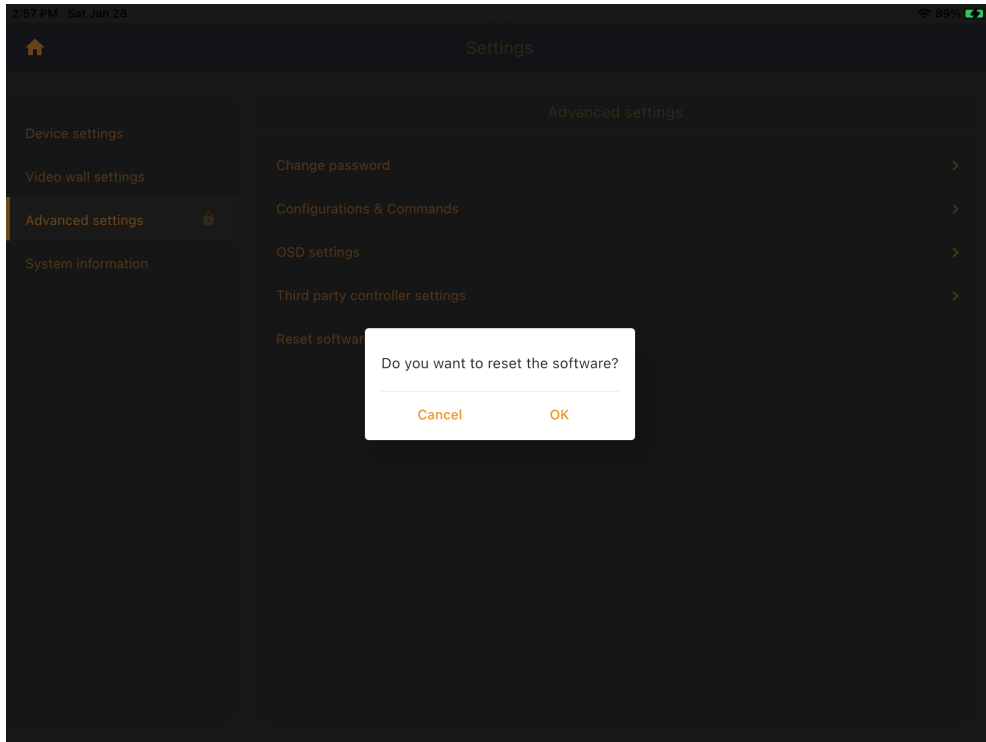 2:57 PM Sat Jan 28
89%
Settings
Device settings
Video wall settings
Advanced settings
System information
Advanced settings
Change password
Configurations & Commands
OSD settings
Third party controller settings
Reset softwar
Do you want to reset the software?
Cancel OK